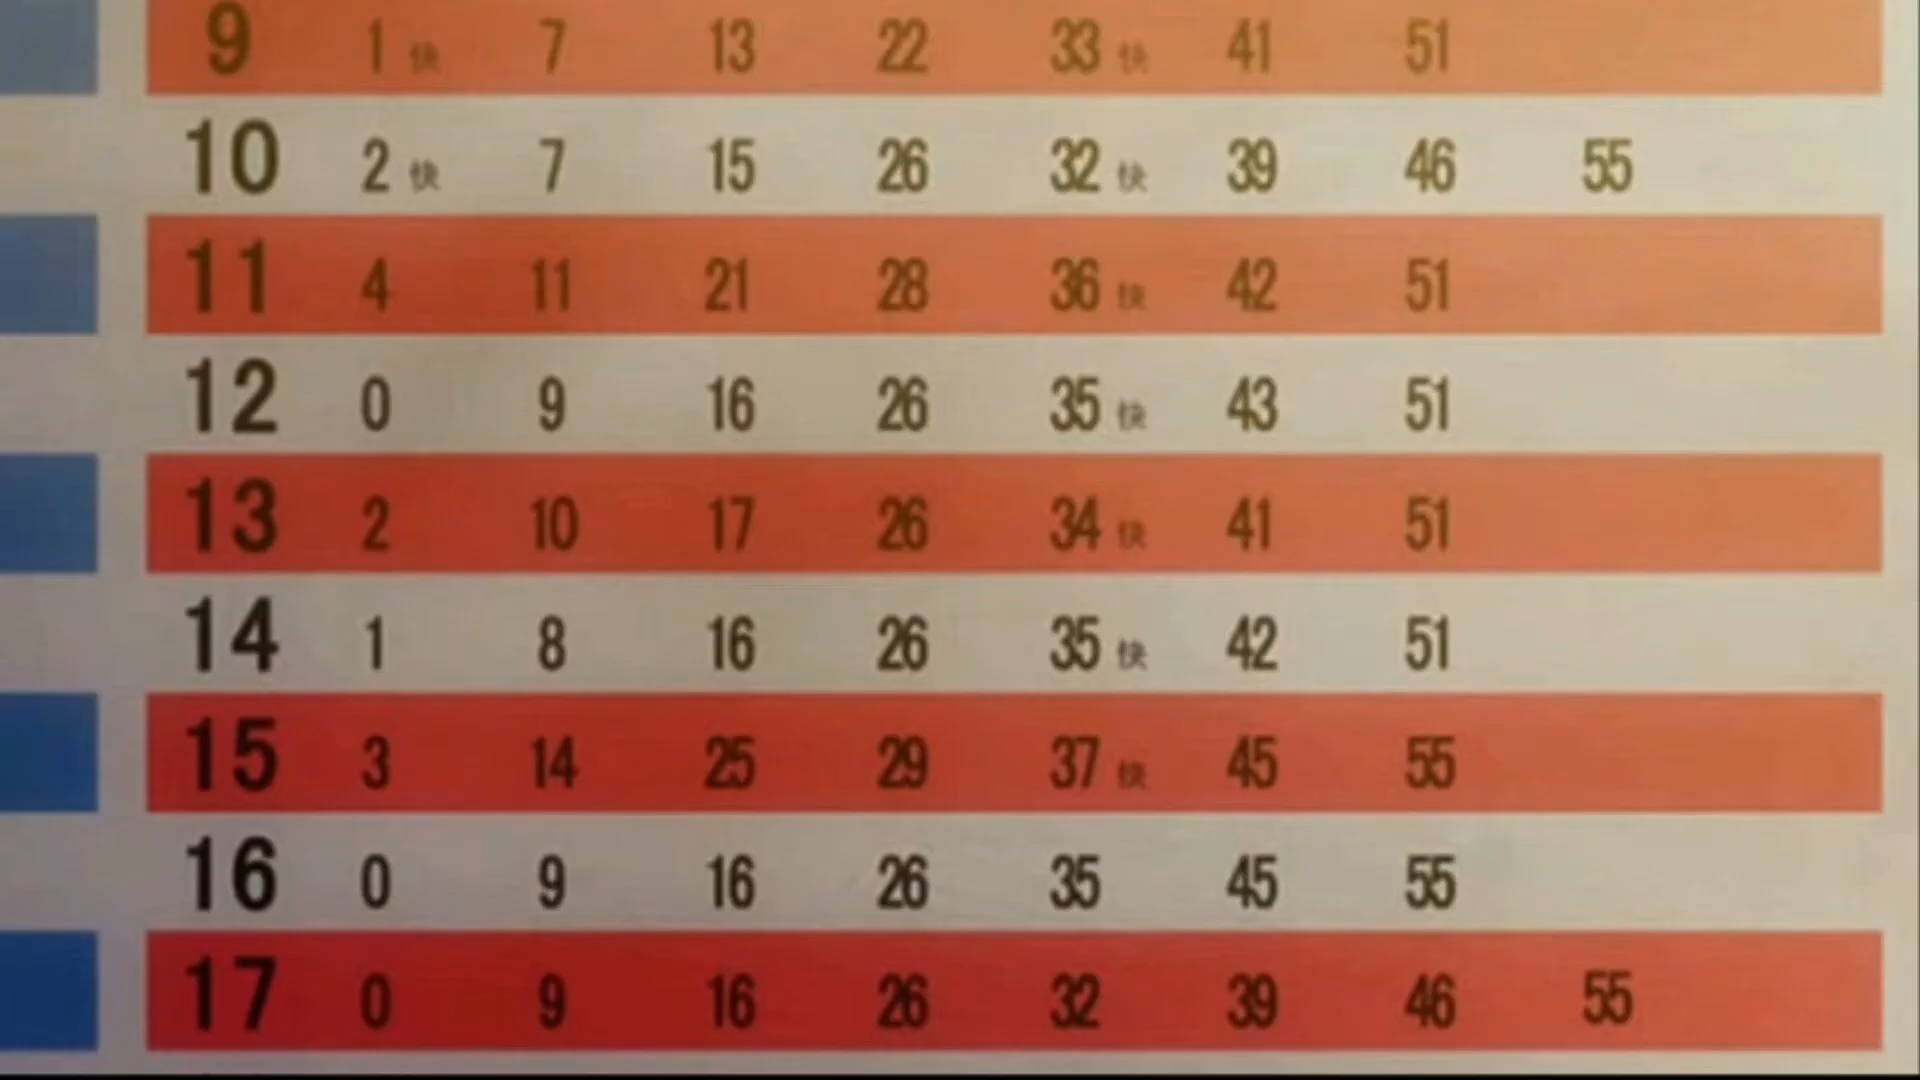 9 1 快 7 13 22 33 快 41 51
10 2 快 7 15 26 32 快 39 46 55
11 4 11 21 28 36 快 42 51
12 0 9 16 26 35 快 43 51
13 2 10 17 26 34 快 41 51
14 1 8 16 26 35 快 42 51
15 3 14 25 29 37 快 45 55
16 0 9 16 26 35 45 55
17 0 9 16 26 32 39 46 55